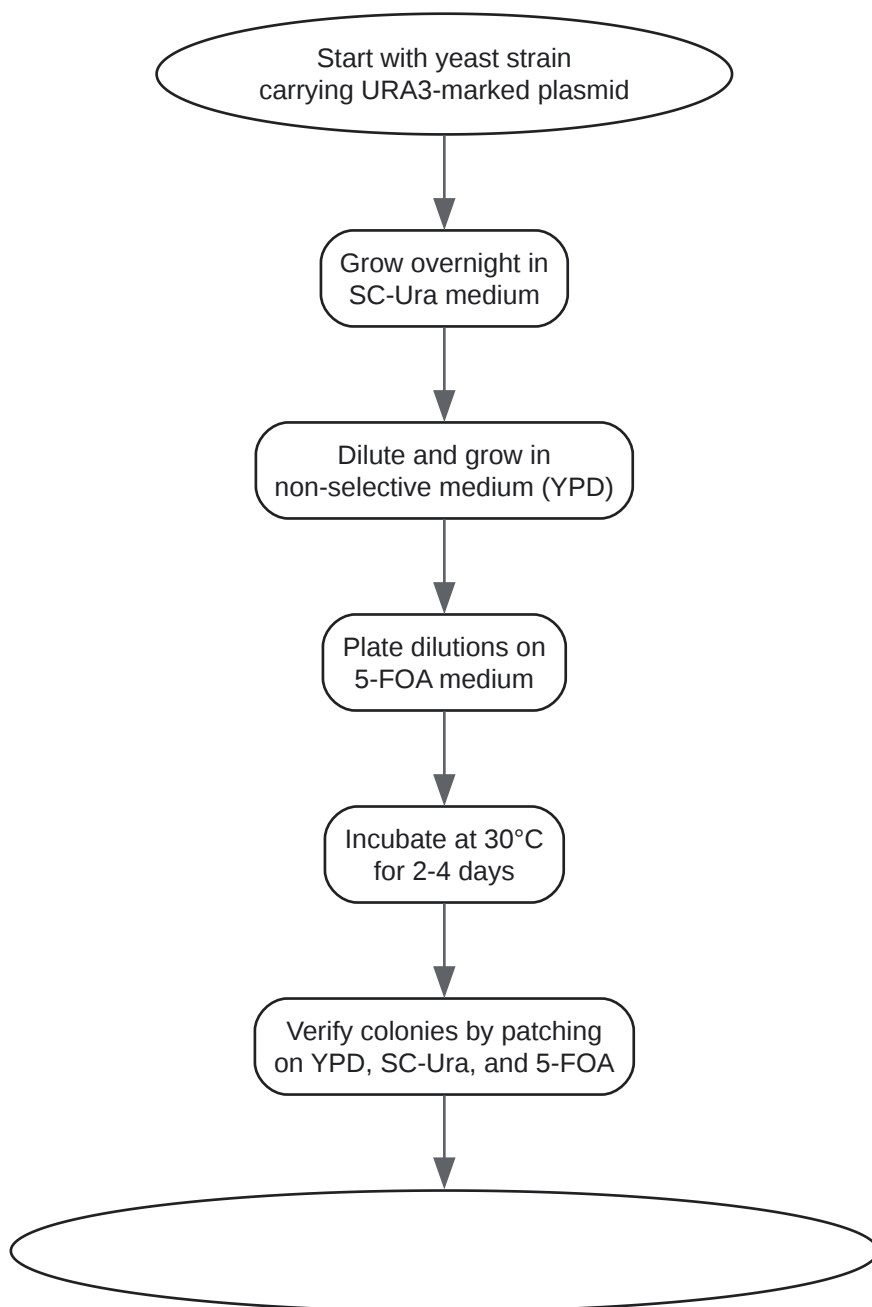 Start with yeast strain
carrying URA3-marked plasmid
Grow overnight in
SC-Ura medium
Dilute and grow in
non-selective medium (YPD)
Plate dilutions on
5-FOA medium
Incubate at 30°C
for 2-4 days
Verify colonies by patching
on YPD, SC-Ura, and 5-FOA